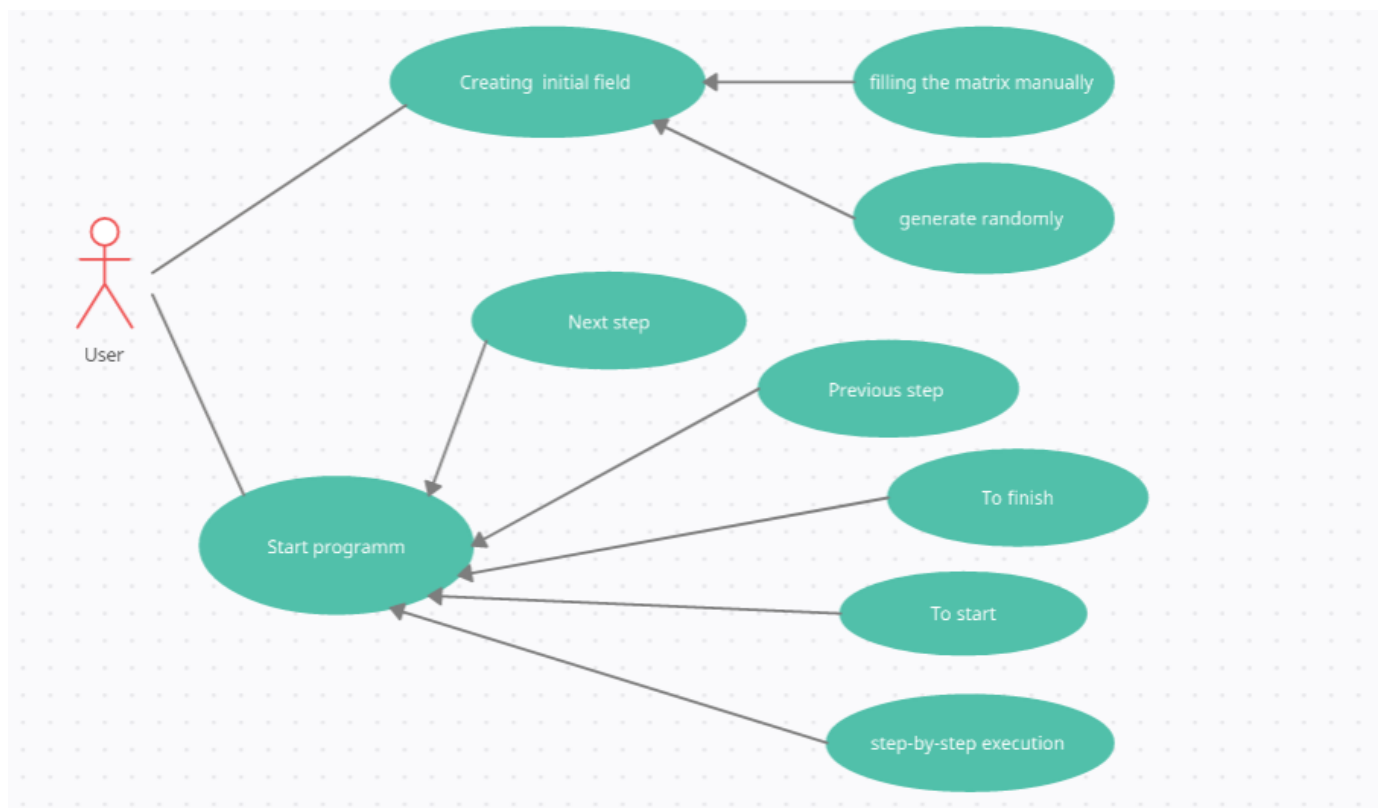 Creating  initial field
filling the matrix manually
generate randomly
User
Next step
Previous step
To finish
Start programm
To start
step-by-step execution